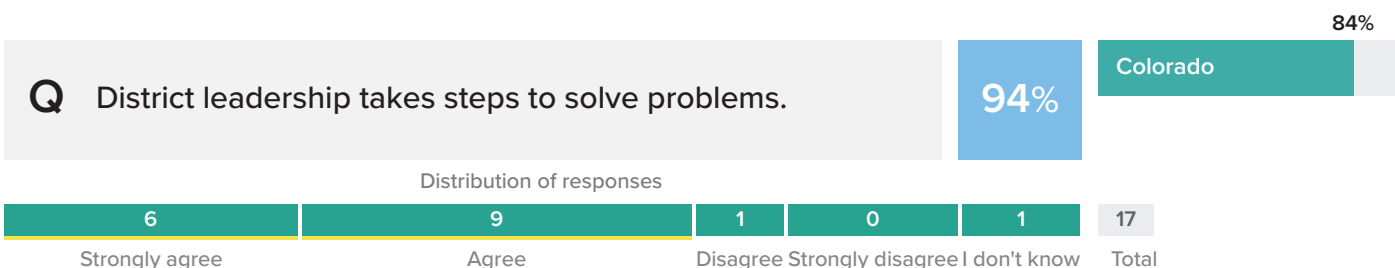 84%
Q District leadership takes steps to solve problems.
94%
Colorado
Distribution of responses
6 9 1 0 1 17
Strongly agree Agree Disagree Strongly disagree I don't know Total